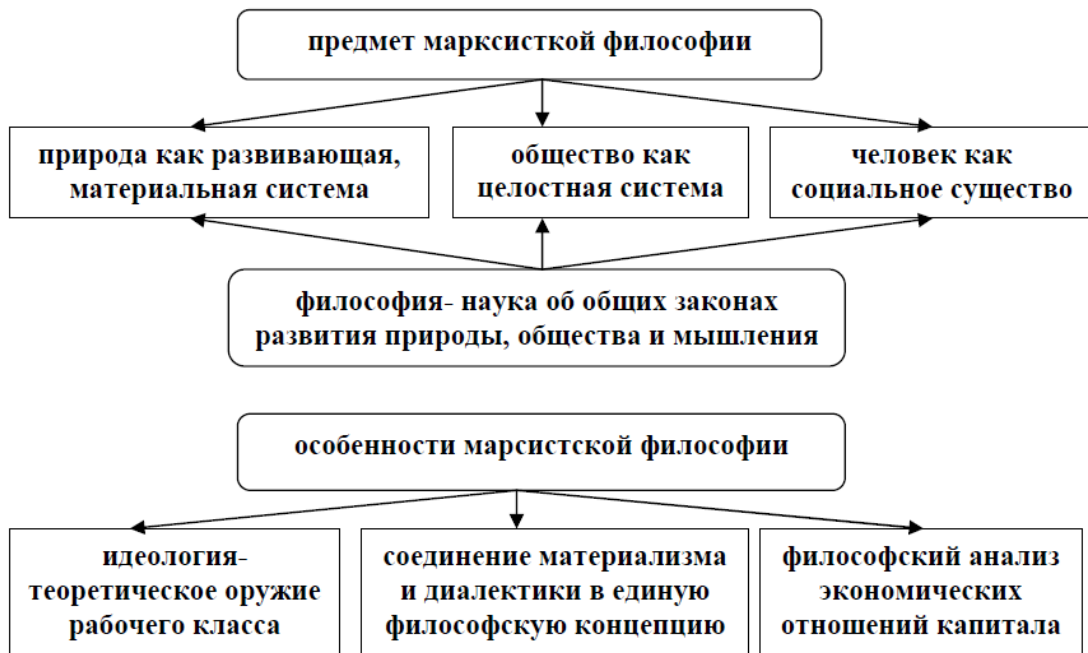 предмет марксисткой философии
природа как развивающая,
материальная система
общество как
целостная система
человек как
социальное существо
философия- наука об общих законах
развития природы, общества и мышления
особенности марсистской философии
идеология-
теоретическое оружие
рабочего класса
соединение материализма
и диалектики в единую
философскую концепцию
философский анализ
экономических
отношений капитала